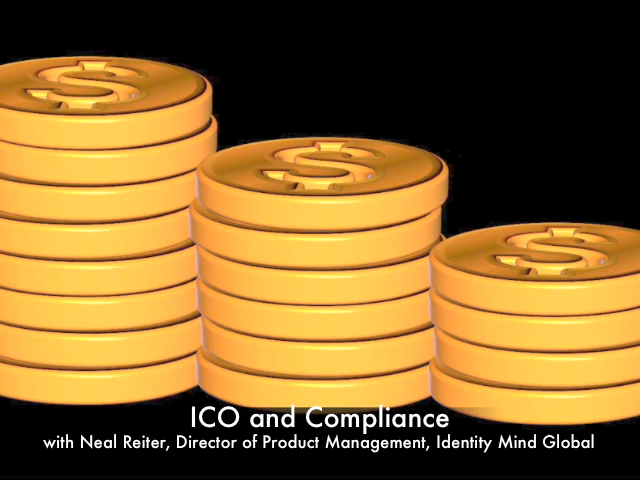 $
$
$
ICO and Compliance
with Neal Reiter, Director of Product Management, Identity Mind Global